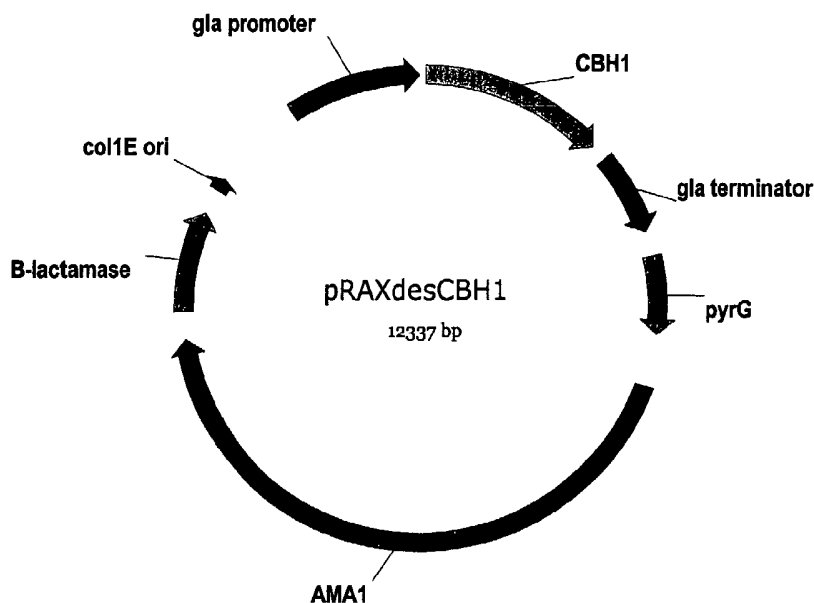 gla promoter
CBH1
col1E ori
gla terminator
B-lactamase
pRAXdesCBH1
12337 bp
pyrG
AMA1